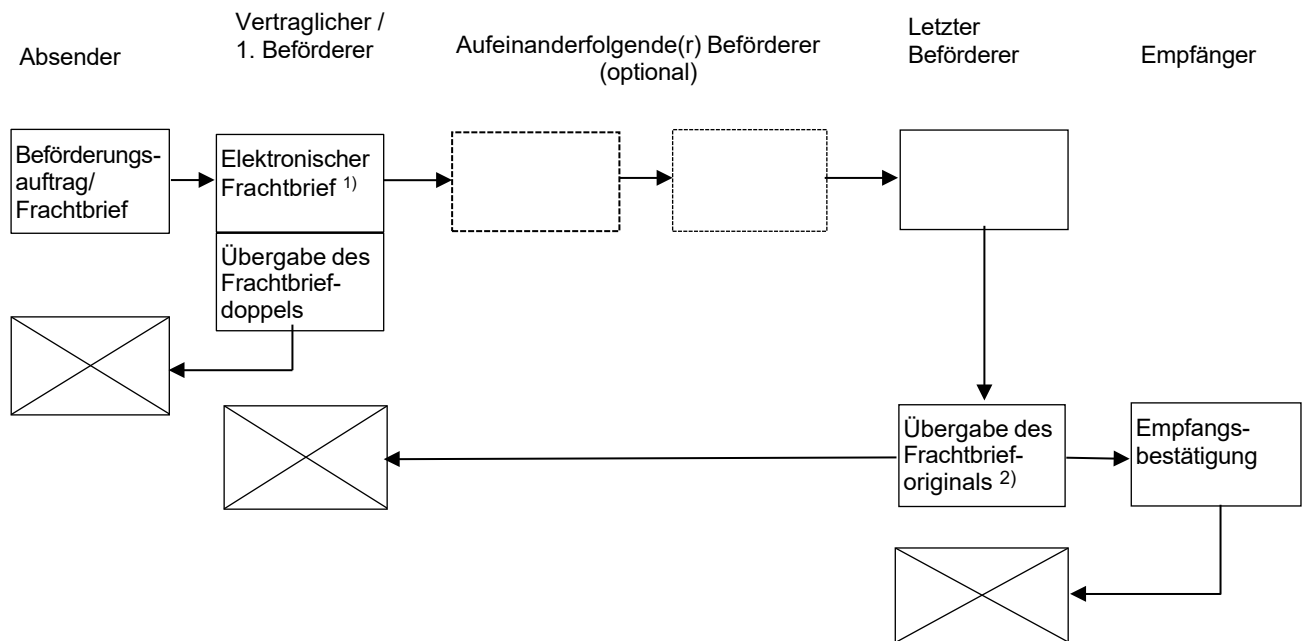 Absender
Vertraglicher /
1. Beförderer
Aufeinanderfolgende(r) Beförderer
(optional)
Letzter
Beförderer
Empfänger
Beförderungs-
auftrag/
Frachtbrief
Elektronischer
Frachtbrief 1)
Übergabe des
Frachtbrief-
doppels
Übergabe des
Frachtbrief-
originals 2)
Empfangs-
bestätigung